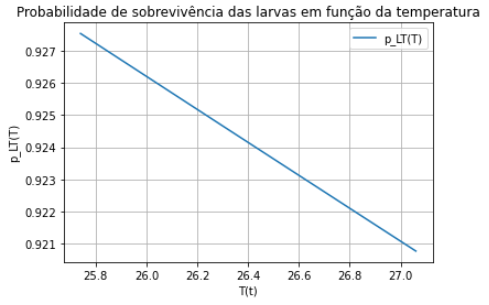 Probabilidade de sobrevivência das larvas em função da temperatura
p_LT(T)
0.927
0.926
0.925
0.924
0.923
0.922
0.921
p_LT(T)
25.8 26.0 26.2 26.4 26.6 26.8 27.0
T(t)